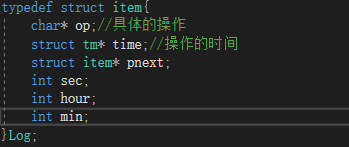 typedef struct item{
char* op;//具体的操作
struct tm* time;//操作的时间
struct item* pnext;
int sec;
int hour;
int min;
}Log;